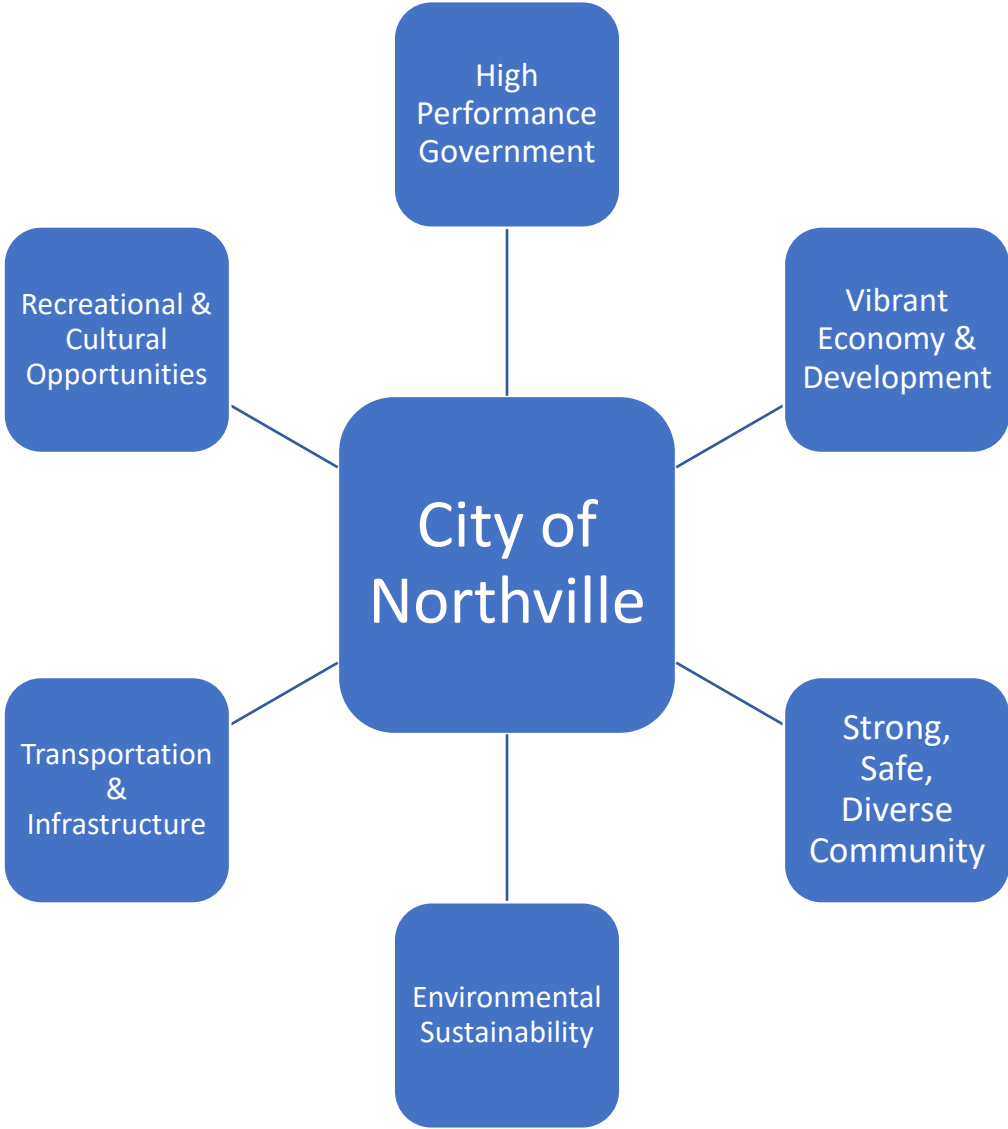 High
Performance
Government
Recreational &
Cultural
Opportunities
Vibrant
Economy &
Development
City of
Northville
Transportation
&
Infrastructure
Strong,
Safe,
Diverse
Community
Environmental
Sustainability